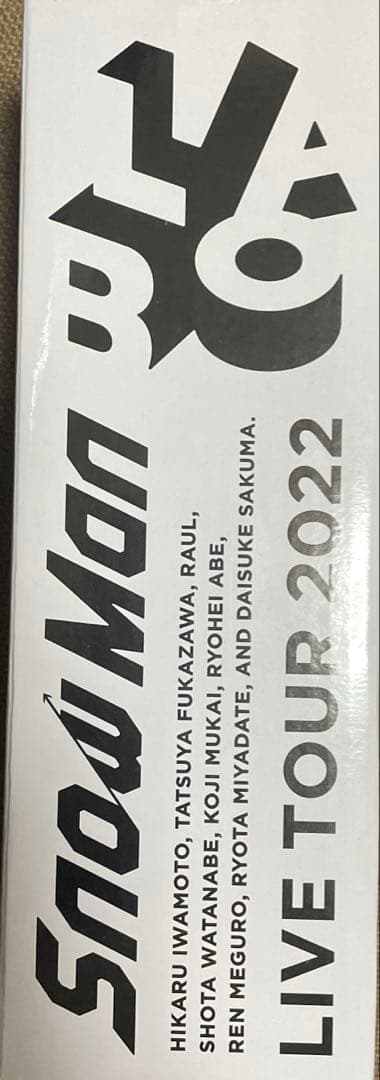 Snow Man
HIKARU IWAMOTO, TATSUYA FUKAZAWA, RAUL,
SHOTA WATANABE, KOJI MUKAI, RYOHEI ABE,
REN MEGURO, RYOTA MIYADATE, AND DAISUKE SAKUMA.
LIVE TOUR 2022
LABO